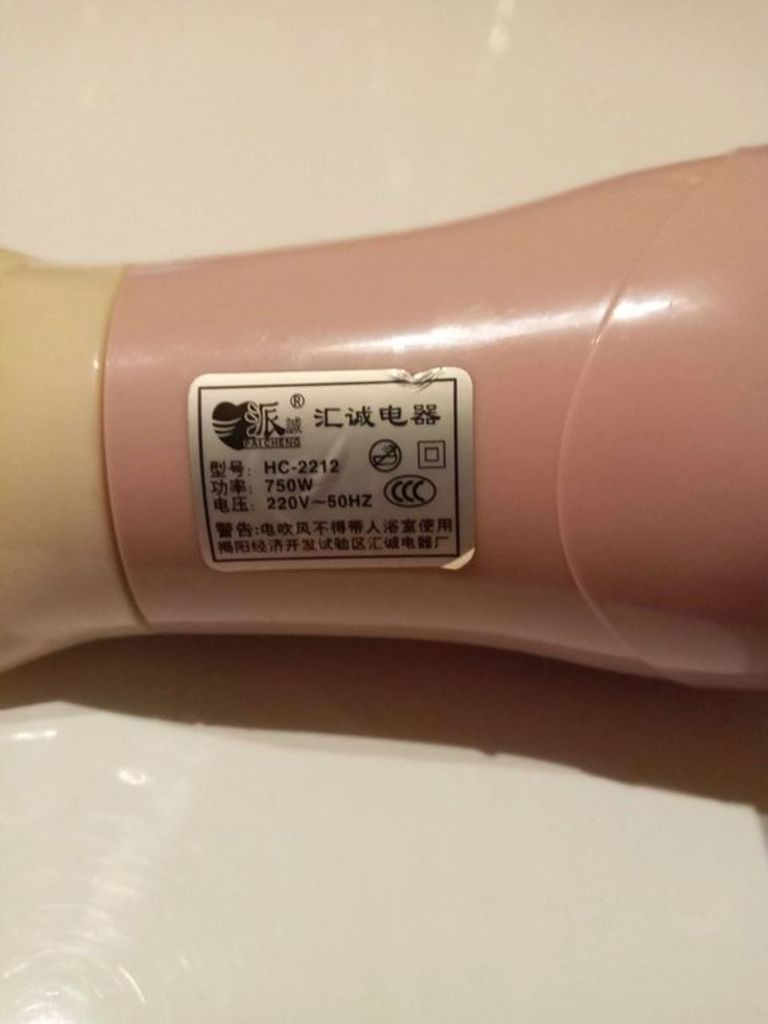 派誠® 汇诚电器
PAICHENG
型号: HC-2212
功率: 750W
电压: 220V~50HZ
CCC
警告:电吹风不得带入浴室使用
揭阳经济开发试验区汇诚电器厂